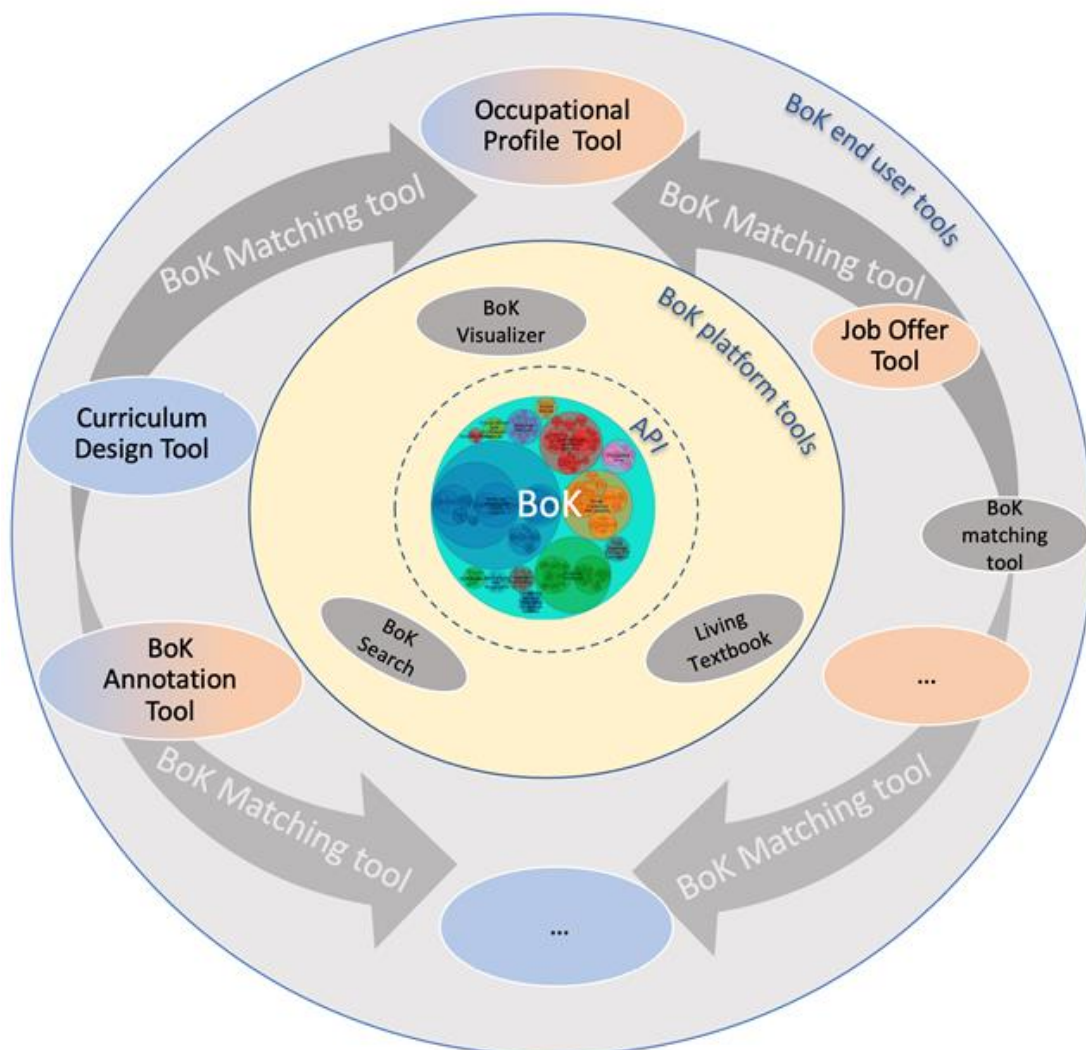 Occupational
Profile Tool
BoK end user tools
BoK Matching tool
BoK Matching tool
BoK
Visualizer
BoK platform tools
Job Offer
Tool
Curriculum
Design Tool
API
BoK
BoK
matching
tool
BoK
Search
Living
Textbook
BoK
Annotation
Tool
...
BoK Matching tool
BoK Matching tool
...